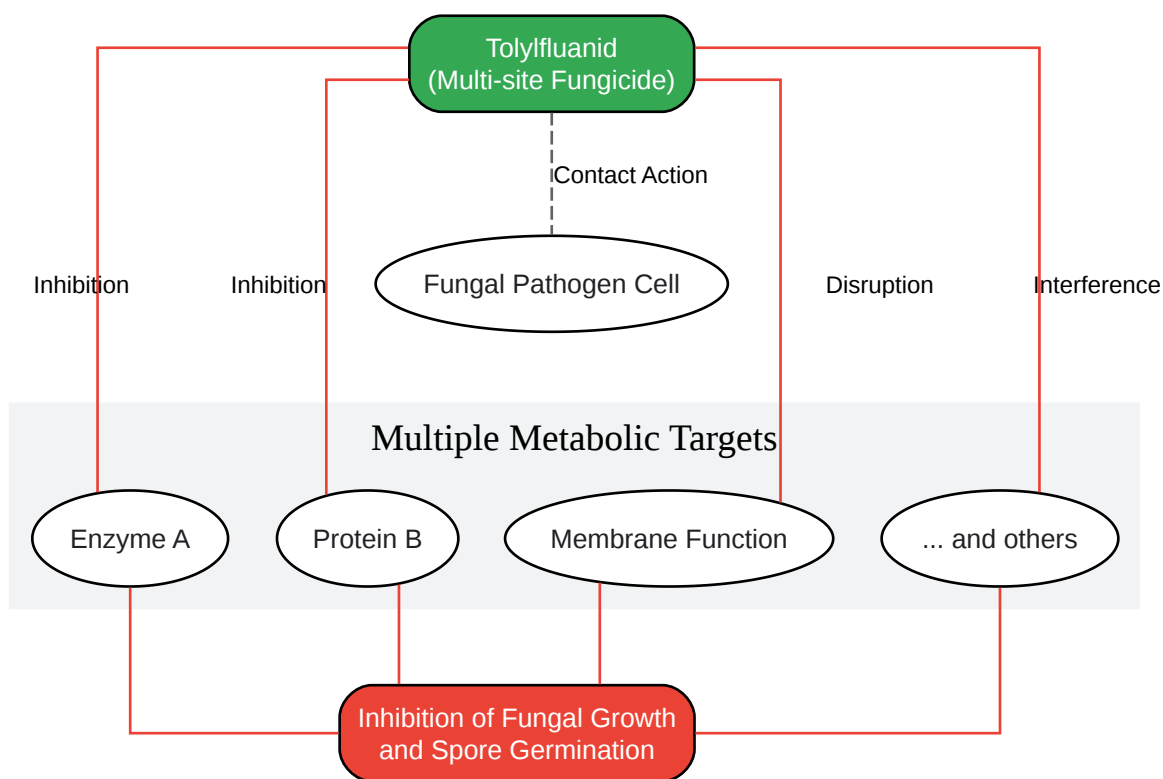 Tolylfluanid
(Multi-site Fungicide)
Contact Action
Inhibition
Inhibition
Fungal Pathogen Cell
Disruption
Interference
Multiple Metabolic Targets
Enzyme A
Protein B
Membrane Function
... and others
Inhibition of Fungal Growth
and Spore Germination